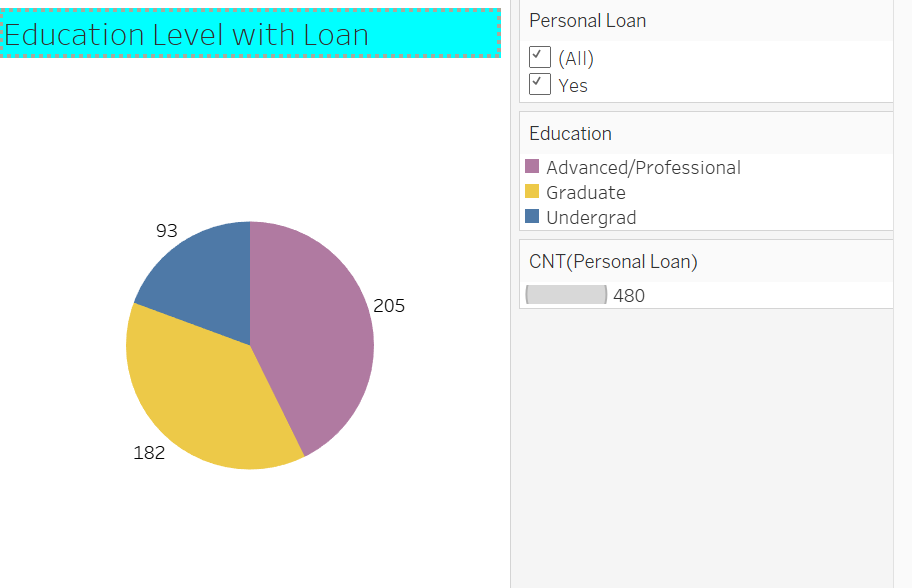 Education Level with Loan
93
205
182
Personal Loan
(All)
Yes
Education
Advanced/Professional
Graduate
Undergrad
CNT(Personal Loan)
480